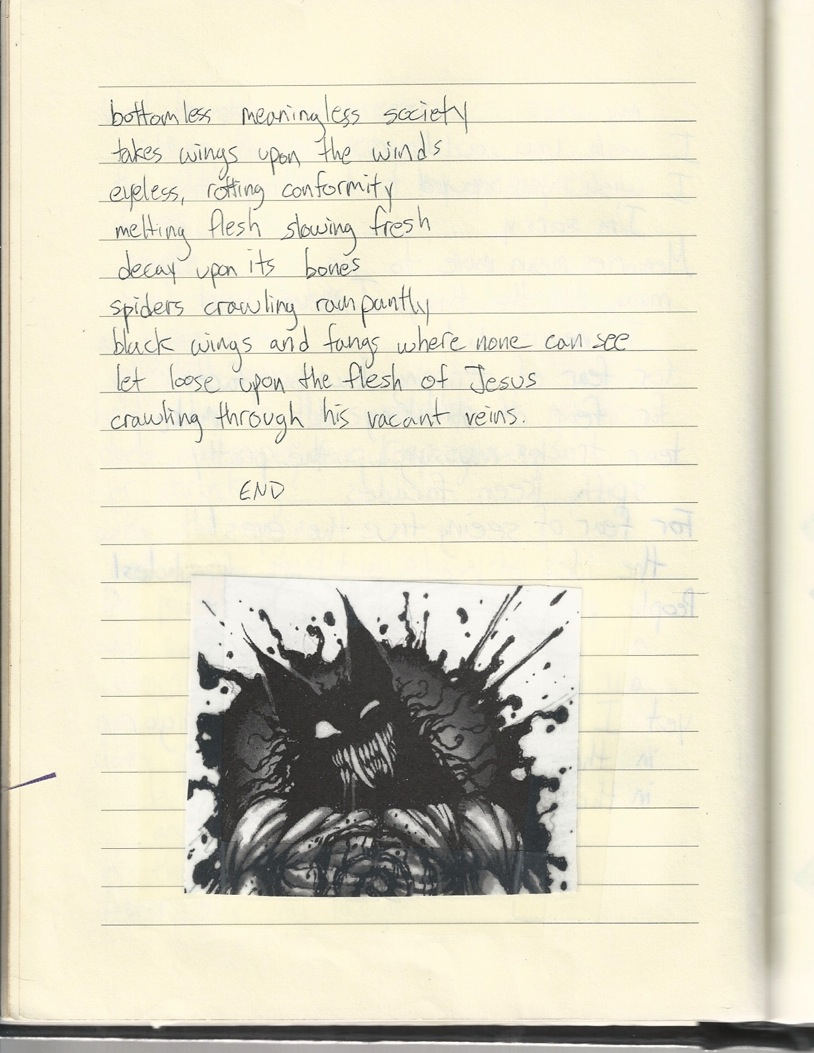 bottomless meaningless society
takes wings upon the winds
eyeless, rotting conformity
melting flesh slowing fresh
decay upon its bones
spiders crawling rampantly
black wings and fangs where none can see
let loose upon the flesh of Jesus
crawling through his vacant veins.
END